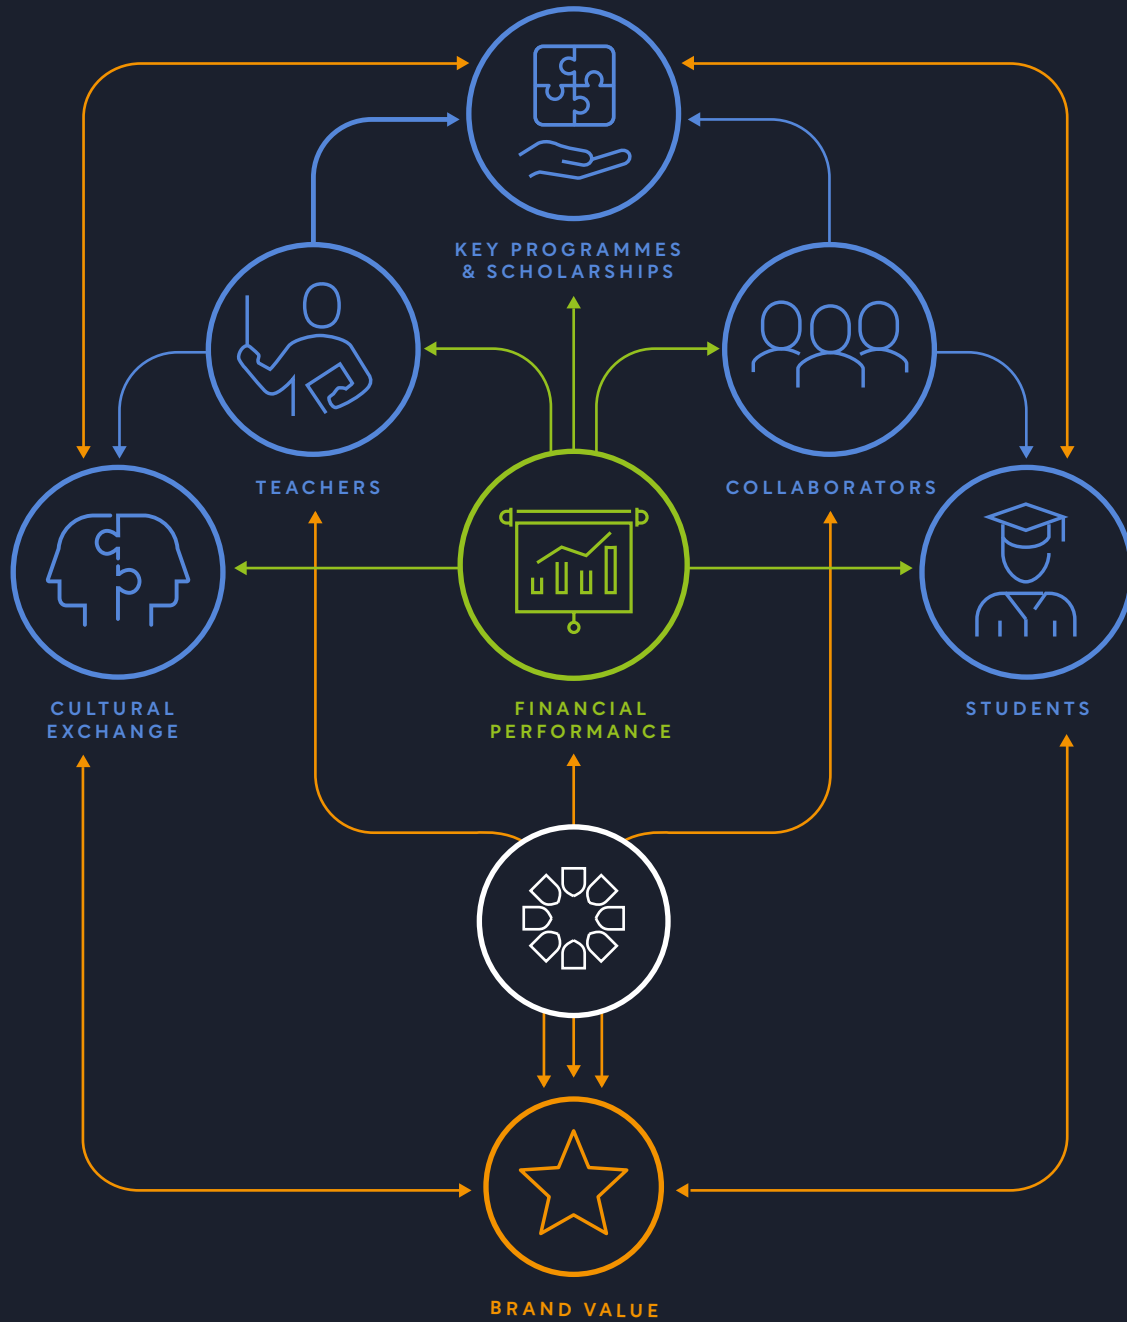 KEY PROGRAMMES
& SCHOLARSHIPS
TEACHERS
COLLABORATORS
CULTURAL
EXCHANGE
FINANCIAL
PERFORMANCE
STUDENTS
BRAND VALUE